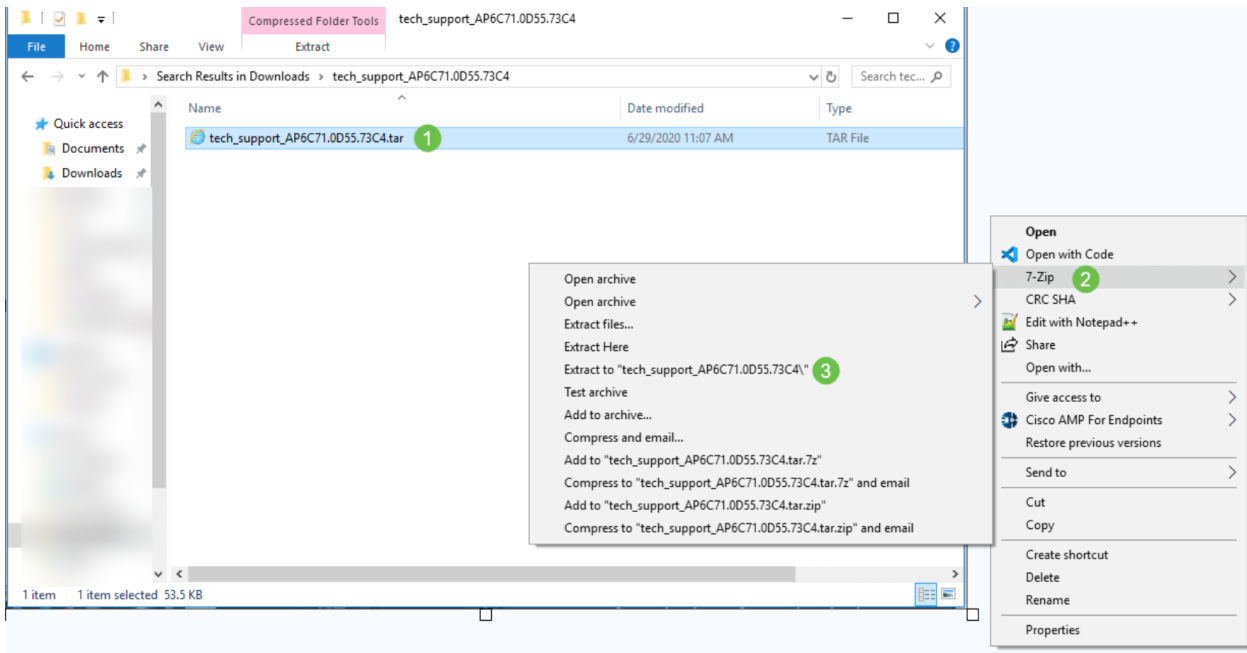 Compressed Folder Tools tech_support_AP6C71.0D55.73C4
File Home Share View Extract
Search Results in Downloads > tech_support_AP6C71.0D55.73C4 Search tec...
Name Date modified Type
Quick access
tech_support_AP6C71.0D55.73C4.tar 1 6/29/2020 11:07 AM TAR File
Documents
Downloads
Open archive
Open archive
Extract files...
Extract Here
Extract to "tech_support_AP6C71.0D55.73C4\" 3
Test archive
Add to archive...
Compress and email...
Add to "tech_support_AP6C71.0D55.73C4.tar.7z"
Compress to "tech_support_AP6C71.0D55.73C4.tar.7z" and email
Add to "tech_support_AP6C71.0D55.73C4.tar.zip"
Compress to "tech_support_AP6C71.0D55.73C4.tar.zip" and email
Open
Open with Code
7-Zip 2
CRC SHA
Edit with Notepad++
Share
Open with...
Give access to
Cisco AMP For Endpoints
Restore previous versions
Send to
Cut
Copy
Create shortcut
Delete
Rename
Properties
1 item 1 item selected 53.5 KB